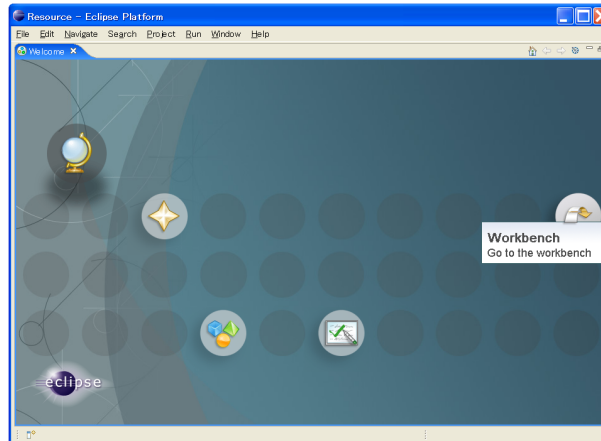 Resource - Eclipse Platform
File Edit Navigate Search Project Run Window Help
Welcome
Workbench
Go to the workbench
eclipse